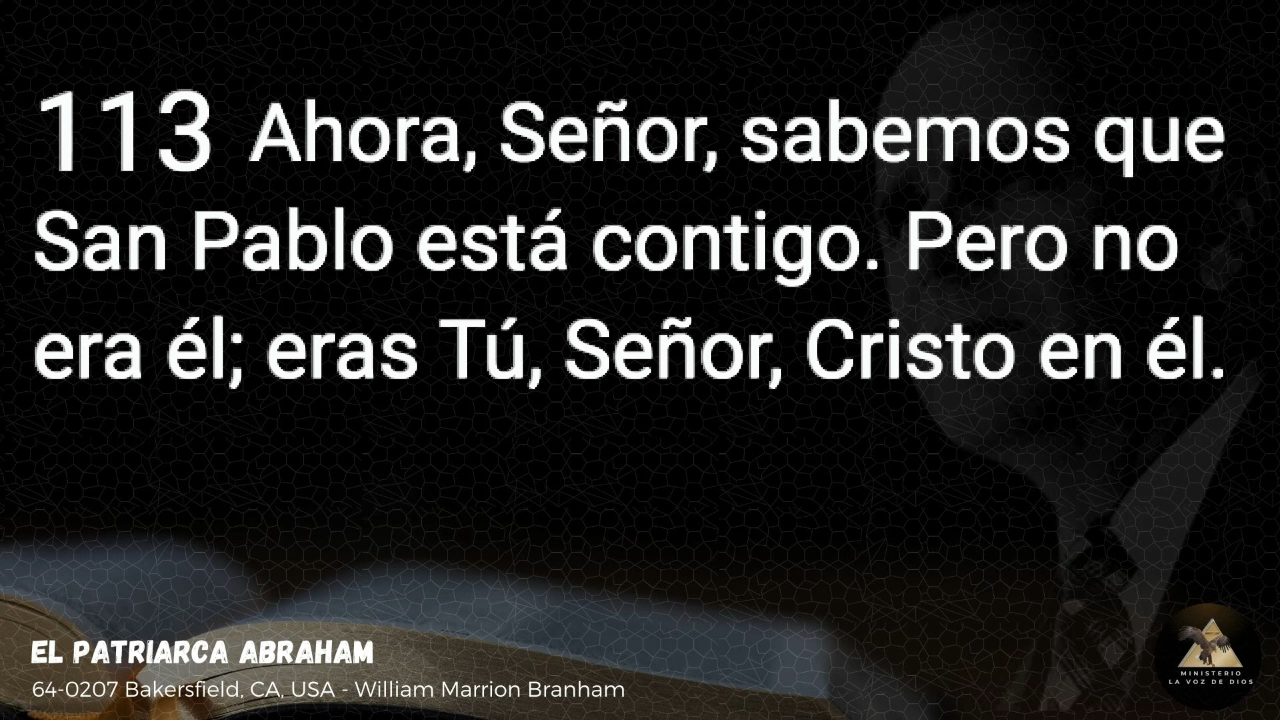 113 Ahora, Señor, sabemos que
San Pablo está contigo. Pero no
era él; eras Tú, Señor, Cristo en él.
EL PATRIARCA ABRAHAM
64-0207 Bakersfield, CA, USA - William Marrion Branham
MINISTERIO
LA VOZ DE DIOS